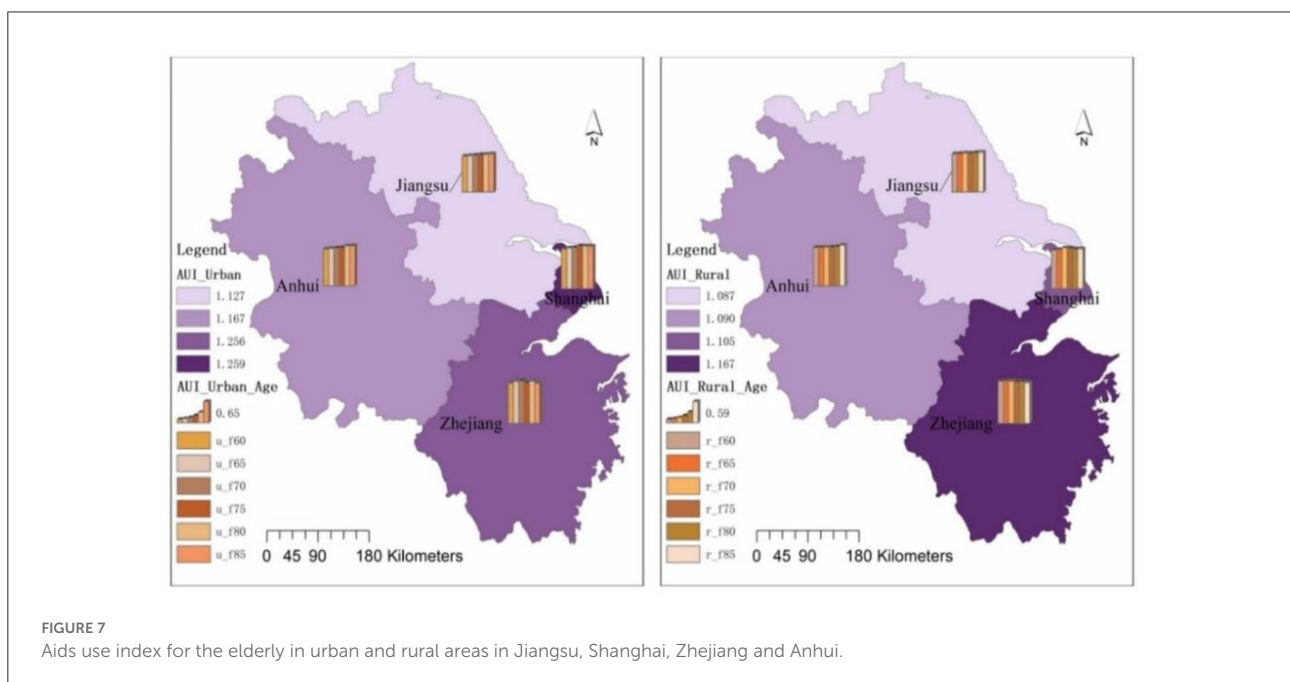 N
Jiangsu
Anhui
Shanghai
Zhejiang
Legend
AUI_Urban
1.127
1.167
1.256
1.259
AUI_Urban_Age
0.65
u_f60
u_f65
u_f70
u_f75
u_f80
u_f85
0 45 90 180 Kilometers
N
Jiangsu
Anhui
Shanghai
Zhejiang
Legend
AUI_Rural
1.087
1.090
1.105
1.167
AUI_Rural_Age
0.59
r_f60
r_f65
r_f70
r_f75
r_f80
r_f85
0 45 90 180 Kilometers
FIGURE 7
Aids use index for the elderly in urban and rural areas in Jiangsu, Shanghai, Zhejiang and Anhui.